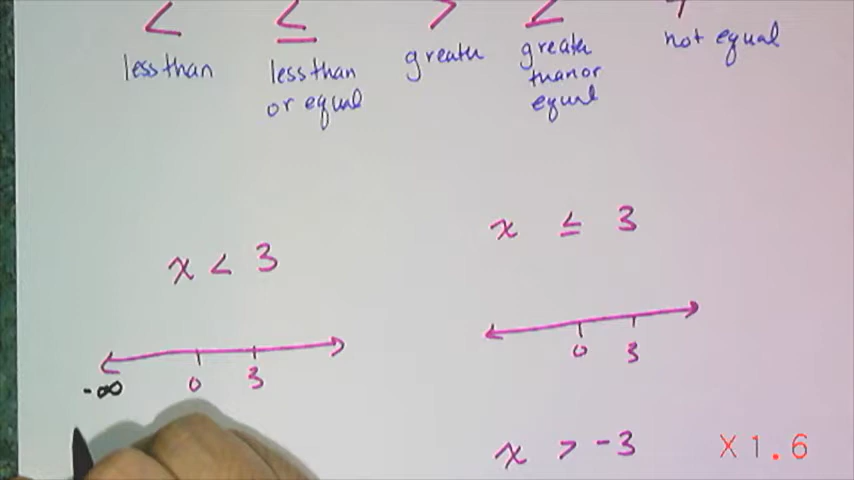 < ≤ >
less than
less than
or equal
greater
greater
than or
equal
not equal
x < 3
x ≤ 3
0 3
-∞ 0 3
x > -3
X1.6